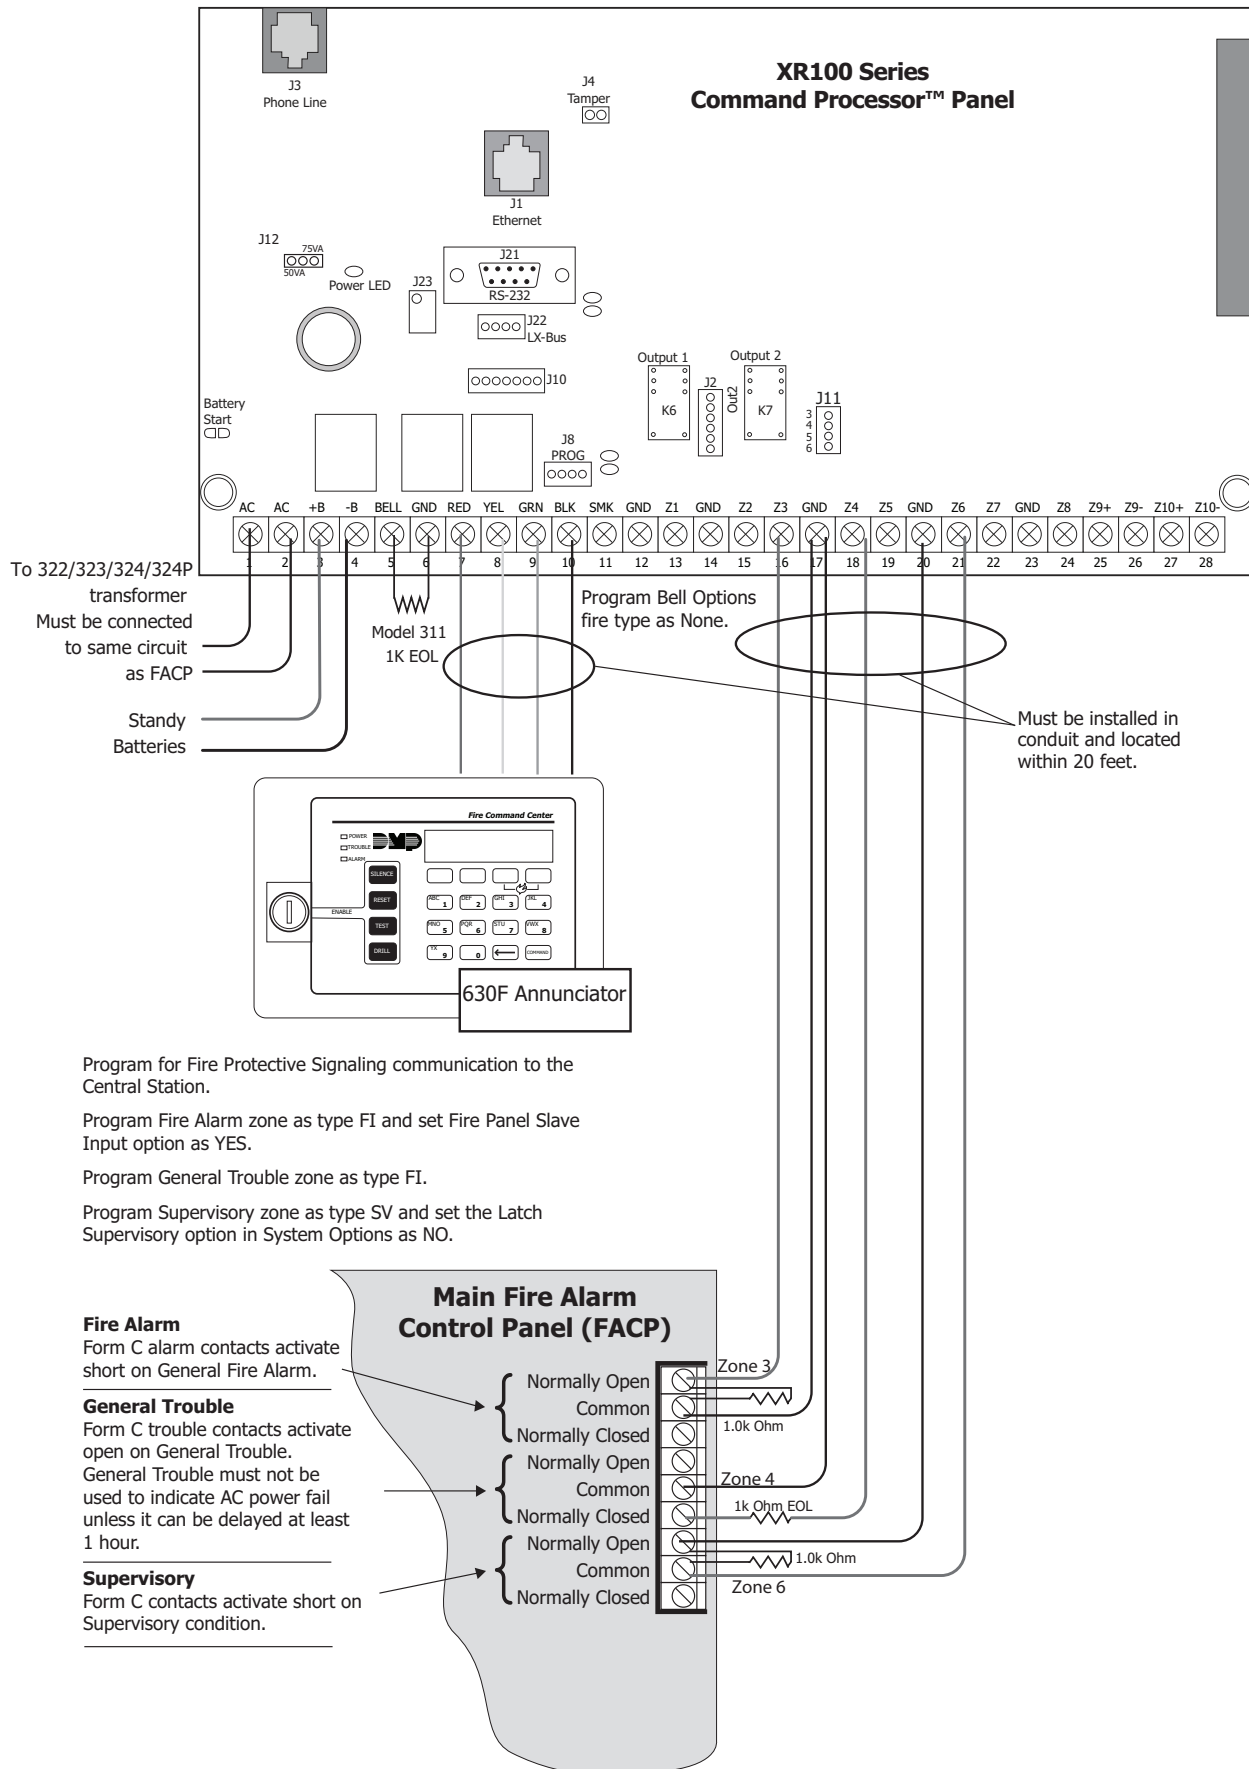 XR100 Series
Command Processor™ Panel
J3
Phone Line
J4
Tamper
J1
Ethernet
J12
75VA
50VA
Power LED
J23
J21
RS-232
J22
LX-Bus
J10
Output 1
K6
J2
Out2
Output 2
K7
J11
3
4
5
6
Battery
Start
J8
PROG
AC AC +B -B BELL GND RED YEL GRN BLK SMK GND Z1 GND Z2 Z3 GND Z4 Z5 GND Z6 Z7 GND Z8 Z9+ Z9- Z10+ Z10-
1 2 3 4 5 6 7 8 9 10 11 12 13 14 15 16 17 18 19 20 21 22 23 24 25 26 27 28
To 322/323/324/324P
transformer
Must be connected
to same circuit
as FACP
Standy
Batteries
Model 311
1K EOL
Program Bell Options
fire type as None.
Must be installed in
conduit and located
within 20 feet.
Fire Command Center
POWER
TROUBLE
ALARM
DMP
SILENCE
RESET
ENABLE
TEST
DRILL
ABC 1 DEF 2 GHI 3 JKL 4
MNO 5 PQR 6 STU 7 VWX 8
YX 9 0 COMMAND
630F Annunciator
Program for Fire Protective Signaling communication to the
Central Station.
Program Fire Alarm zone as type FI and set Fire Panel Slave
Input option as YES.
Program General Trouble zone as type FI.
Program Supervisory zone as type SV and set the Latch
Supervisory option in System Options as NO.
Main Fire Alarm
Control Panel (FACP)
Fire Alarm
Form C alarm contacts activate
short on General Fire Alarm.
General Trouble
Form C trouble contacts activate
open on General Trouble.
General Trouble must not be
used to indicate AC power fail
unless it can be delayed at least
1 hour.
Supervisory
Form C contacts activate short on
Supervisory condition.
Normally Open
Common
Normally Closed
Normally Open
Common
Normally Closed
Normally Open
Common
Normally Closed
Zone 3
1.0k Ohm
Zone 4
1k Ohm EOL
1.0k Ohm
Zone 6